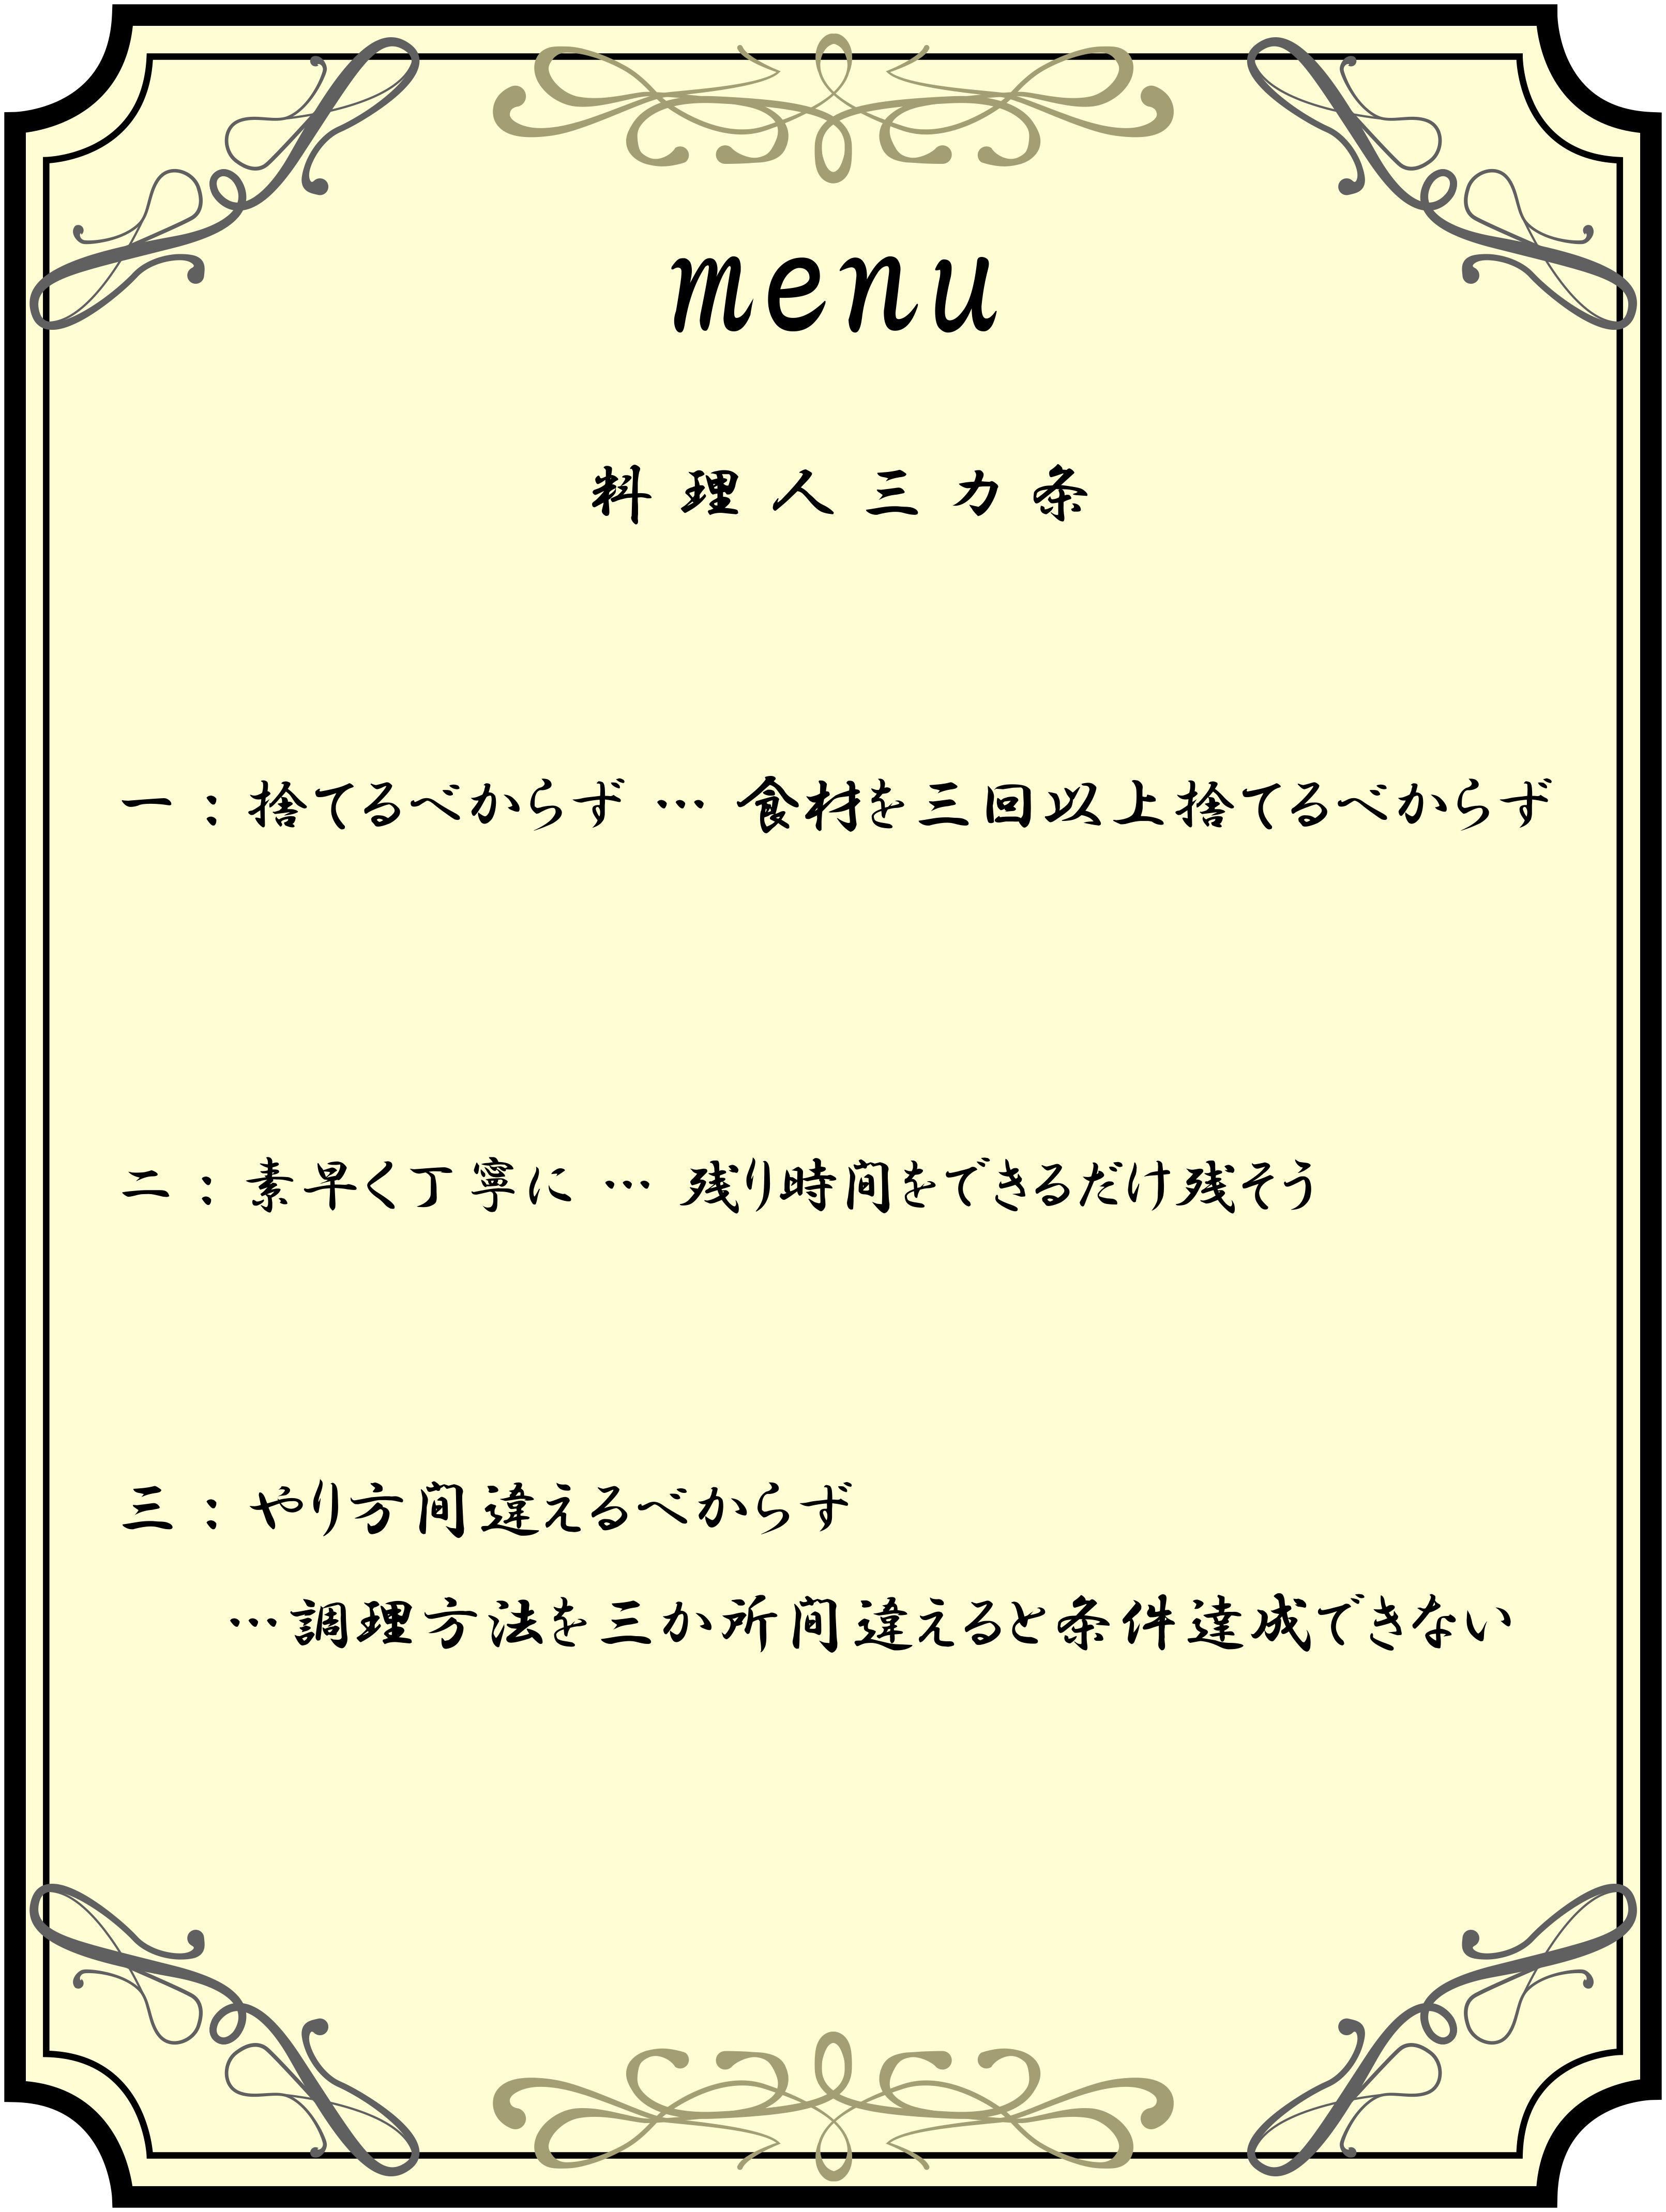 menu
料理人三カ条
一：捨てるべからず … 食材を三回以上捨てるべからず
二：素早く丁寧に … 残り時間をできるだけ残そう
三：やり方間違えるべからず
…調理方法を三か所間違えると条件達成できない